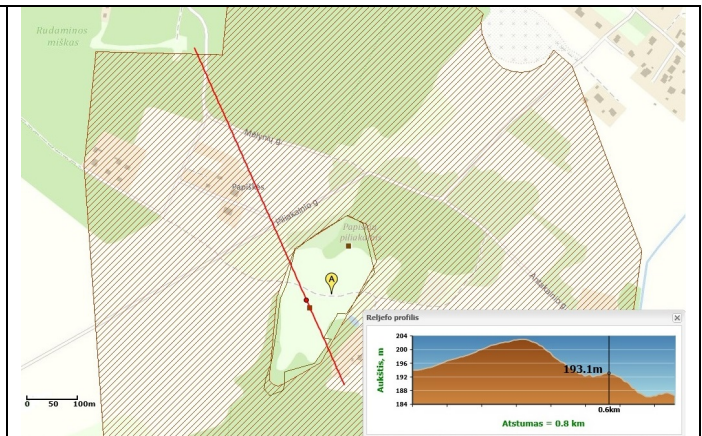 Rudaminos
miškas
Mėlynių g.
Papiškės
Piliakalnio g.
Papiškių
piliakalnis
A
Antakalnio g.
0 50 100m
Reljefo profilis
Aukštis, m
204
200
196
192
188
184
193.1m
0.6km
Atstumas = 0.8 km